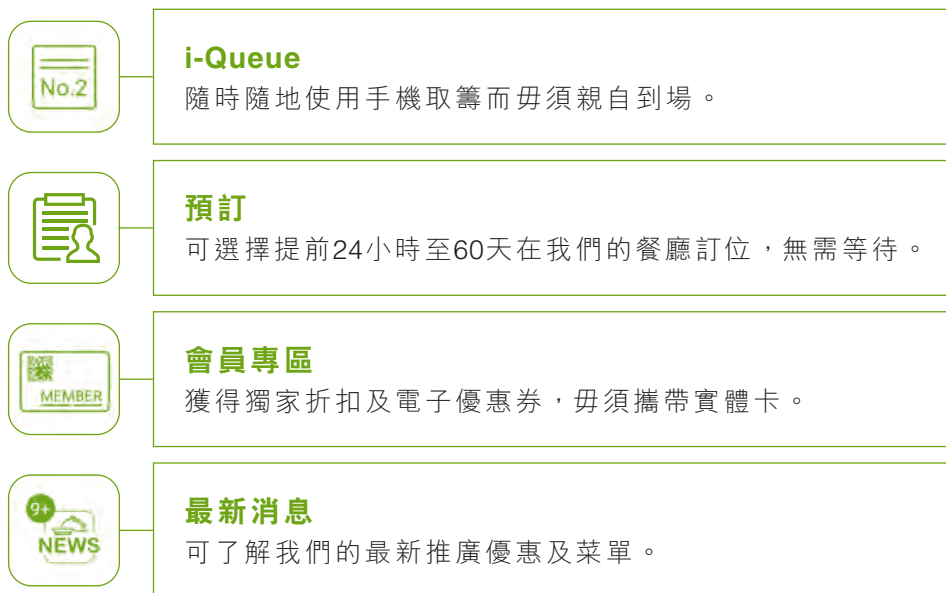 No.2
i-Queue
隨時隨地使用手機取籌而毋須親自到場。
預訂
可選擇提前24小時至60天在我們的餐廳訂位，無需等待。
MEMBER
會員專區
獲得獨家折扣及電子優惠券，毋須攜帶實體卡。
9+
NEWS
最新消息
可了解我們的最新推廣優惠及菜單。